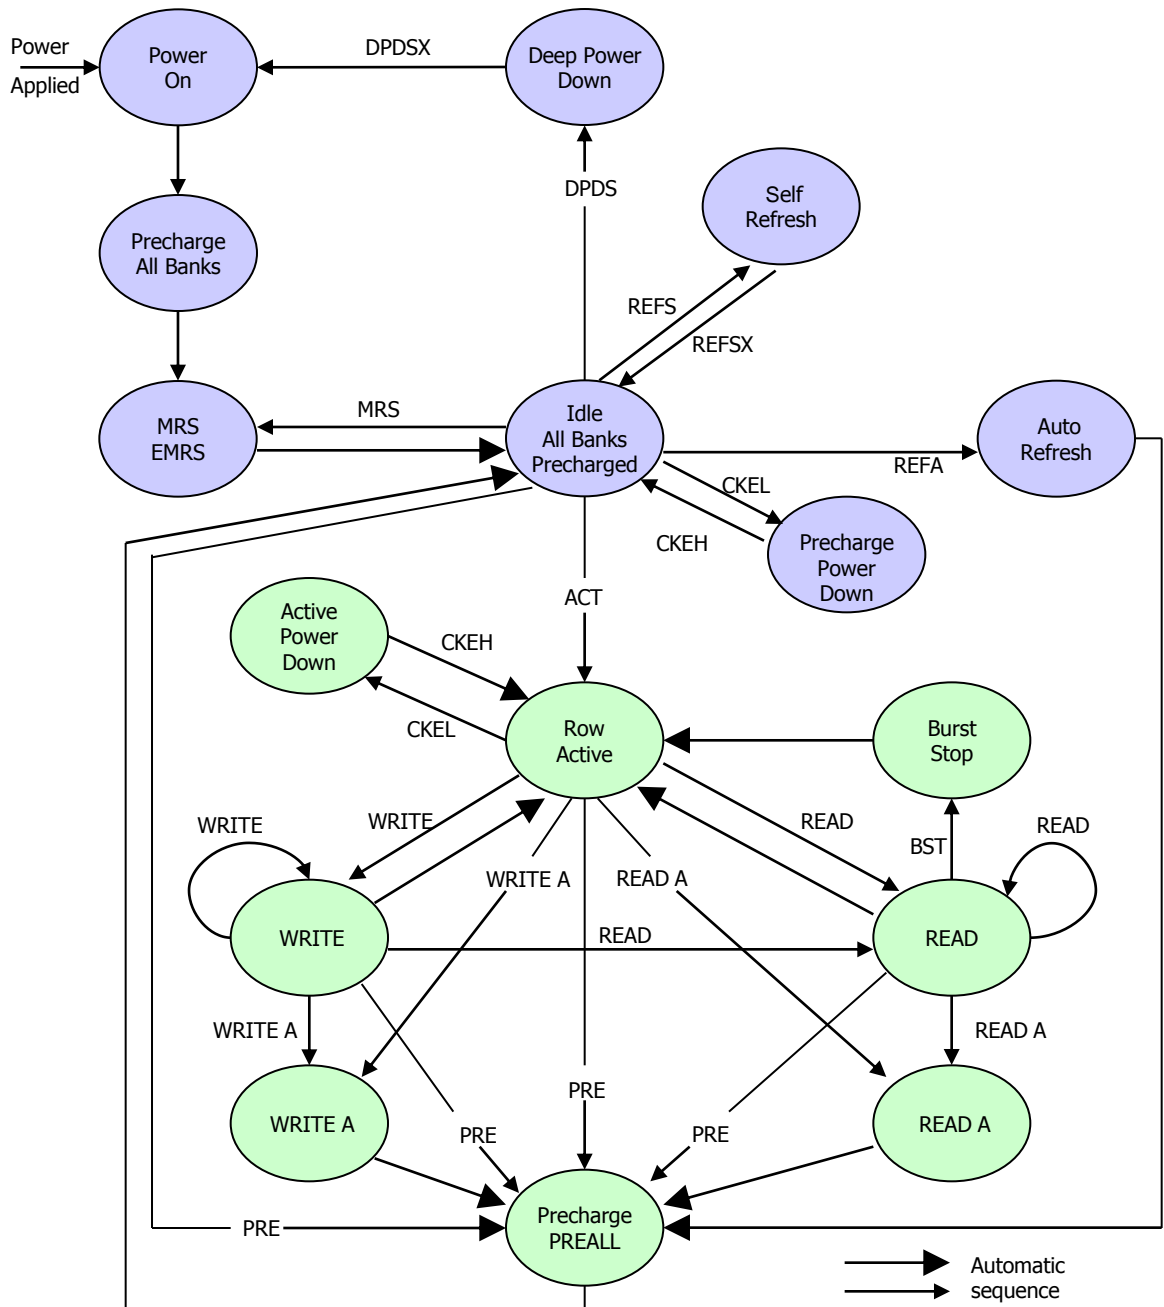 Power
Applied
Power
On
DPDSX
Deep Power
Down
DPDS
Self
Refresh
Precharge
All Banks
REFS
REFSX
MRS
EMRS
MRS
Idle
All Banks
Precharged
Auto
Refresh
REFA
CKEL
CKEH
Precharge
Power
Down
ACT
Active
Power
Down
CKEH
CKEL
Row
Active
Burst
Stop
WRITE
WRITE
READ
BST
READ
WRITE A
READ A
WRITE
READ
READ
WRITE A
READ A
WRITE A
PRE
PRE
PRE
READ A
PRE
Precharge
PREALL
Automatic
sequence